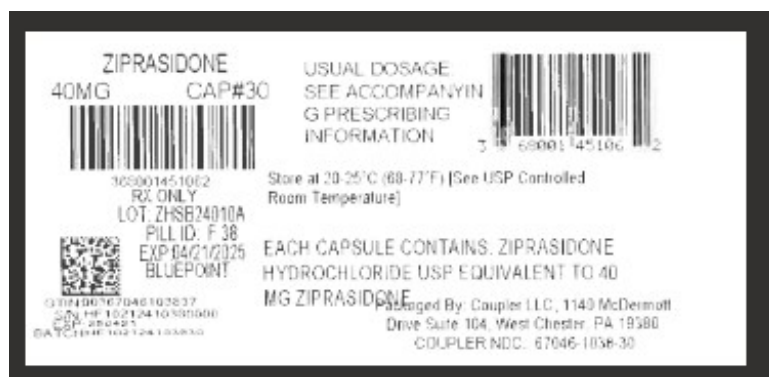 ZIPRASIDONE
40MG CAP#30
368001451062
RX ONLY
LOT: ZHSB24010A
PILL ID: F 38
EXP:04/21/2025
BLUEPOINT
USUAL DOSAGE
SEE ACCOMPANYIN
G PRESCRIBING
INFORMATION
3 68001 45106 2
Store at 20-25°C (68-77°F) [See USP Controlled
Room Temperature]
EACH CAPSULE CONTAINS: ZIPRASIDONE
HYDROCHLORIDE USP EQUIVALENT TO 40
MG ZIPRASIDONE
Packaged By: Coupler LLC, 1140 McDermott
Drive Suite 104, West Chester, PA 19380
COUPLER NDC: 67046-1038-30